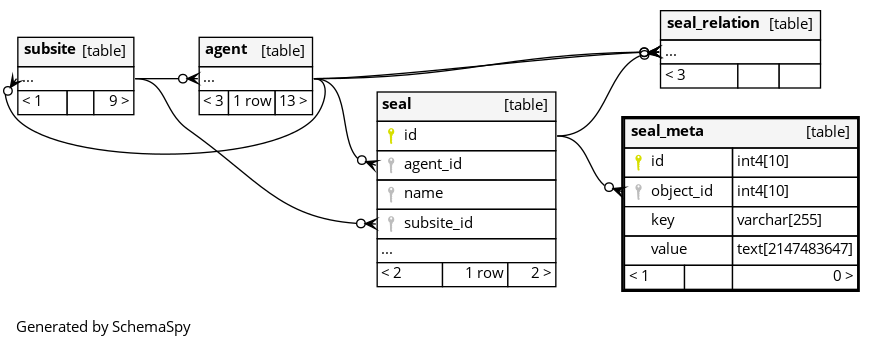 subsite [table]
...
< 1 9 >
agent [table]
...
< 3 1 row 13 >
seal_relation [table]
...
< 3
seal [table]
id
agent_id
name
subsite_id
...
< 2 1 row 2 >
seal_meta [table]
id int4[10]
object_id int4[10]
key varchar[255]
value text[2147483647]
< 1 0 >
Generated by SchemaSpy